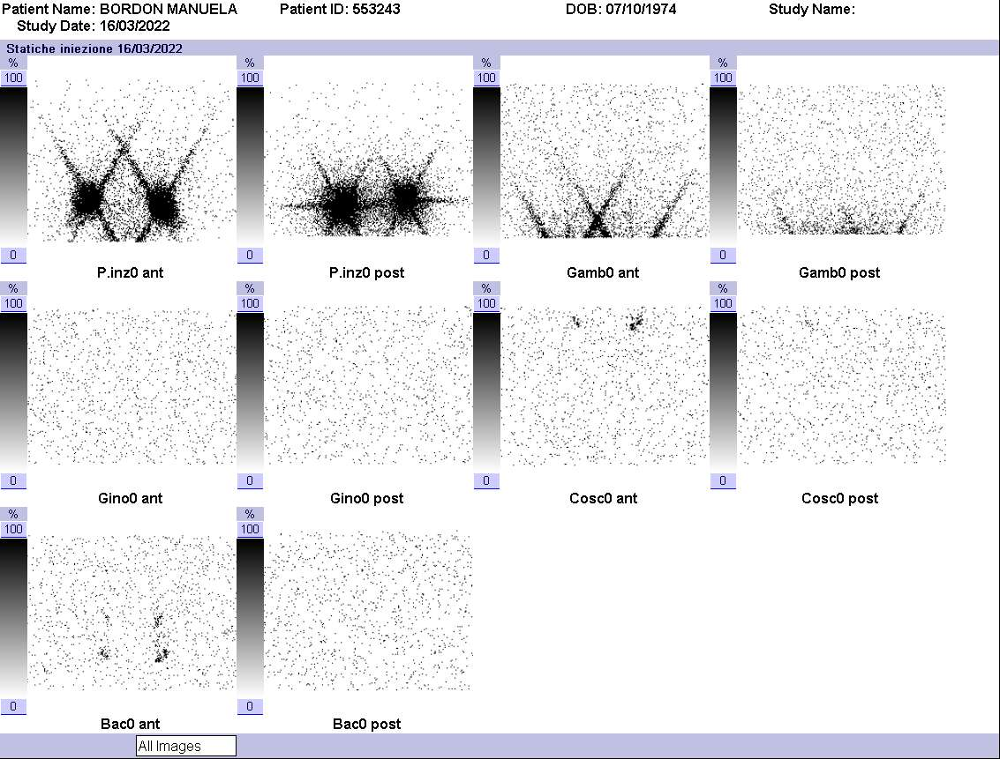 Patient Name: BORDON MANUELA Patient ID: 553243 DOB: 07/10/1974 Study Name:
Study Date: 16/03/2022
Statiche iniezione 16/03/2022
% % % %
100 100 100 100
0 0 0 0
P.inz0 ant P.inz0 post Gamb0 ant Gamb0 post
% % % %
100 100 100 100
0 0 0 0
Gino0 ant Gino0 post Cosc0 ant Cosc0 post
% %
100 100
0 0
Bac0 ant Bac0 post
All Images